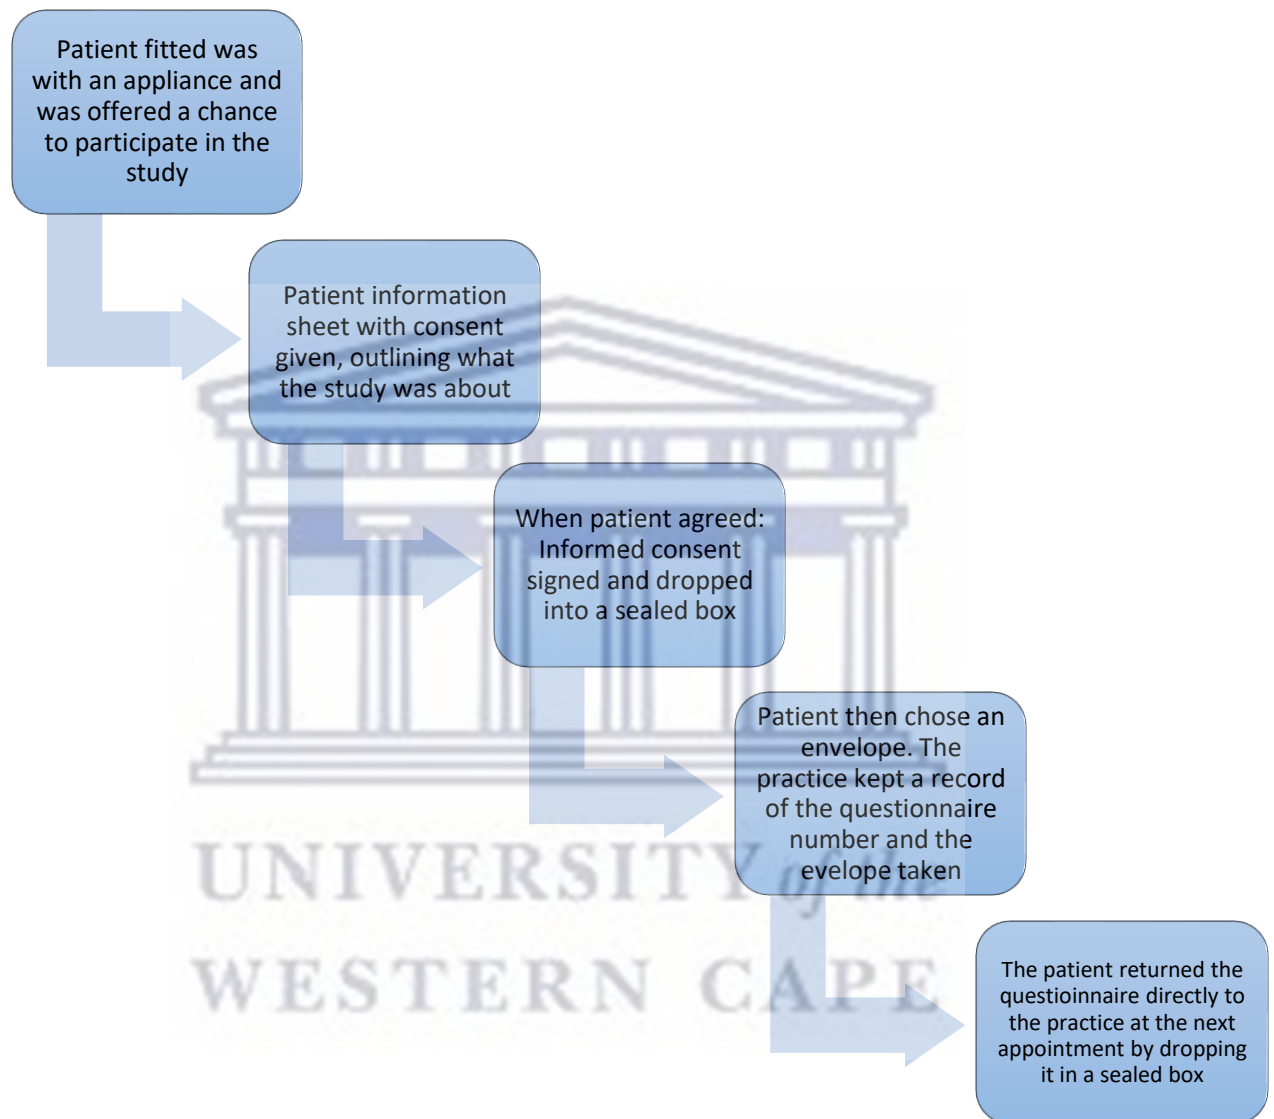 Patient fitted was
with an appliance and
was offered a chance
to participate in the
study
Patient information
sheet with consent
given, outlining what
the study was about
When patient agreed:
Informed consent
signed and dropped
into a sealed box
Patient then chose an
envelope. The
practice kept a record
of the questionnaire
number and the
evelope taken
UNIVERSITY of the
WESTERN CAPE
The patient returned the
questioinnaire directly to
the practice at the next
appointment by dropping
it in a sealed box